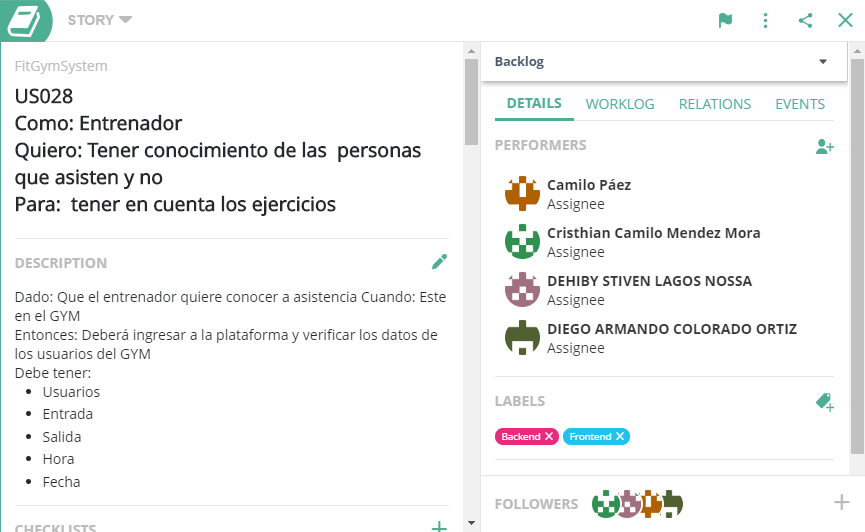 STORY
FitGymSystem
US028
Como: Entrenador
Quiero: Tener conocimiento de las  personas
que asisten y no
Para:  tener en cuenta los ejercicios
DESCRIPTION
Dado: Que el entrenador quiere conocer a asistencia Cuando: Este
en el GYM
Entonces: Deberá ingresar a la plataforma y verificar los datos de
los usuarios del GYM
Debe tener:
Usuarios
Entrada
Salida
Hora
Fecha
CHECKLISTS
Backlog
DETAILS WORKLOG RELATIONS EVENTS
PERFORMERS
Camilo Páez
Assignee
Cristhian Camilo Mendez Mora
Assignee
DEHIBY STIVEN LAGOS NOSSA
Assignee
DIEGO ARMANDO COLORADO ORTIZ
Assignee
LABELS
Backend Frontend
FOLLOWERS